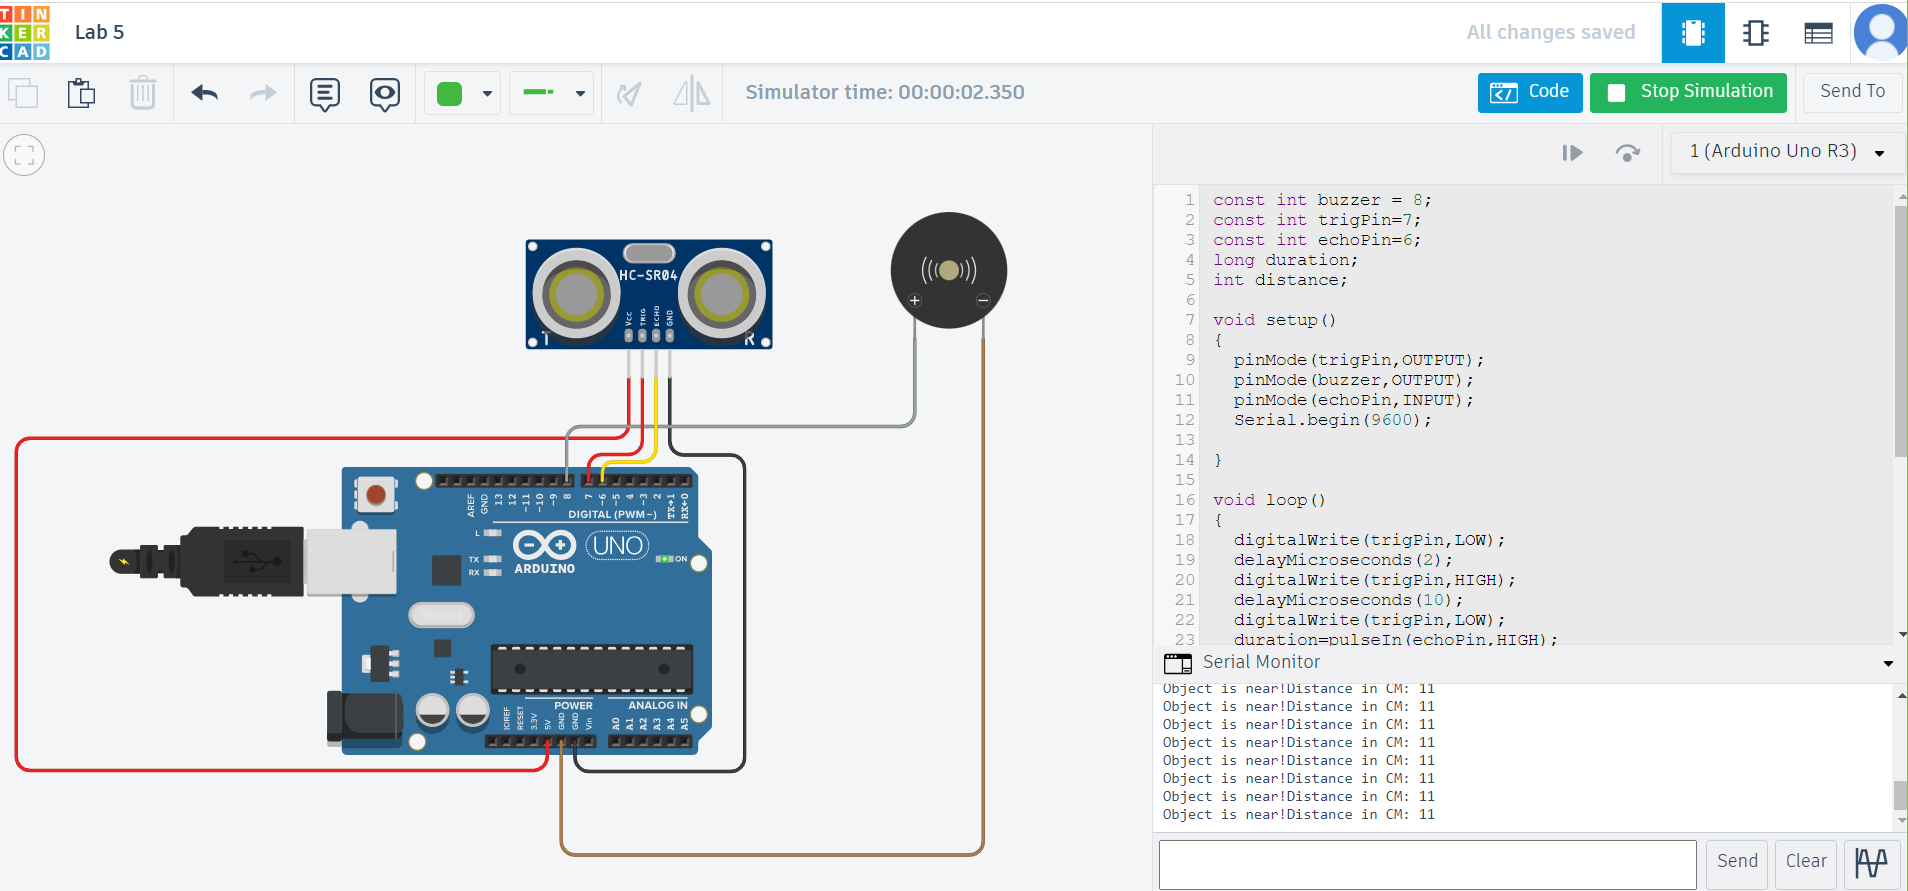 TIN
KER
CAD
Lab 5
All changes saved
Simulator time: 00:00:02.350
Code
Stop Simulation
Send To
1 (Arduino Uno R3)
HC-SR04
VCC
TRIG
ECHO
GND
T
R
+
−
AREF
GND
13
12
~11
~10
~9
8
7
~6
~5
4
~3
2
TX→1
RX←0
DIGITAL (PWM~)
L
TX
RX
ARDUINO
UNO
ON
POWER
ANALOG IN
IOREF
RESET
3.3V
5V
GND
GND
Vin
A0
A1
A2
A3
A4
A5
1 const int buzzer = 8;
2 const int trigPin=7;
3 const int echoPin=6;
4 long duration;
5 int distance;
6
7 void setup()
8 {
9 pinMode(trigPin,OUTPUT);
10 pinMode(buzzer,OUTPUT);
11 pinMode(echoPin,INPUT);
12 Serial.begin(9600);
13
14 }
15
16 void loop()
17 {
18 digitalWrite(trigPin,LOW);
19 delayMicroseconds(2);
20 digitalWrite(trigPin,HIGH);
21 delayMicroseconds(10);
22 digitalWrite(trigPin,LOW);
23 duration=pulseIn(echoPin,HIGH);
Serial Monitor
Object is near!Distance in CM: 11
Object is near!Distance in CM: 11
Object is near!Distance in CM: 11
Object is near!Distance in CM: 11
Object is near!Distance in CM: 11
Object is near!Distance in CM: 11
Object is near!Distance in CM: 11
Object is near!Distance in CM: 11
Send
Clear